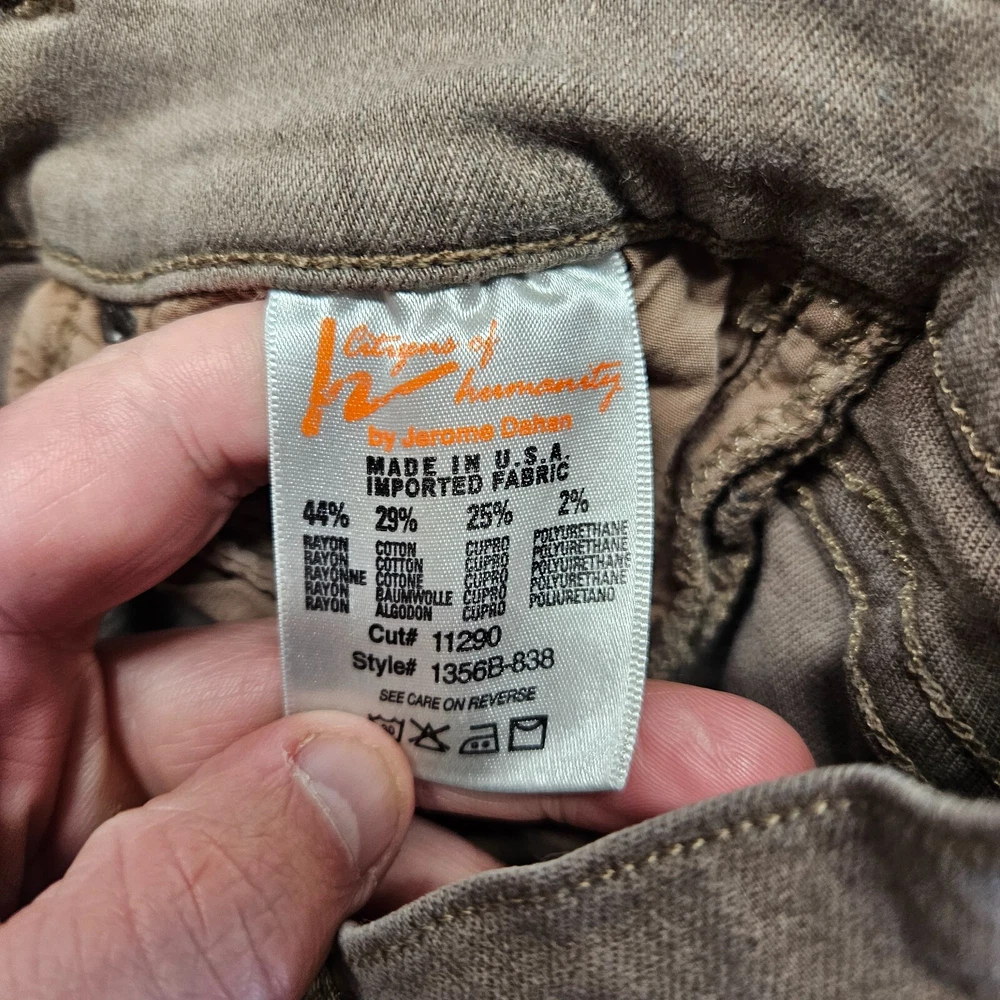 Citizens of
humanity
by Jerome Dahan
MADE IN U.S.A.
IMPORTED FABRIC
44% 29% 25% 2%
RAYON COTON CUPRO POLYURETHANE
RAYON COTTON CUPRO POLYURETHANE
RAYONNE COTONE CUPRO POLYURETHANE
RAYON BAUMWOLLE CUPRO POLYURETHANE
RAYON ALGODON CUPRO POLIURETANO
Cut# 11290
Style# 1356B-838
SEE CARE ON REVERSE